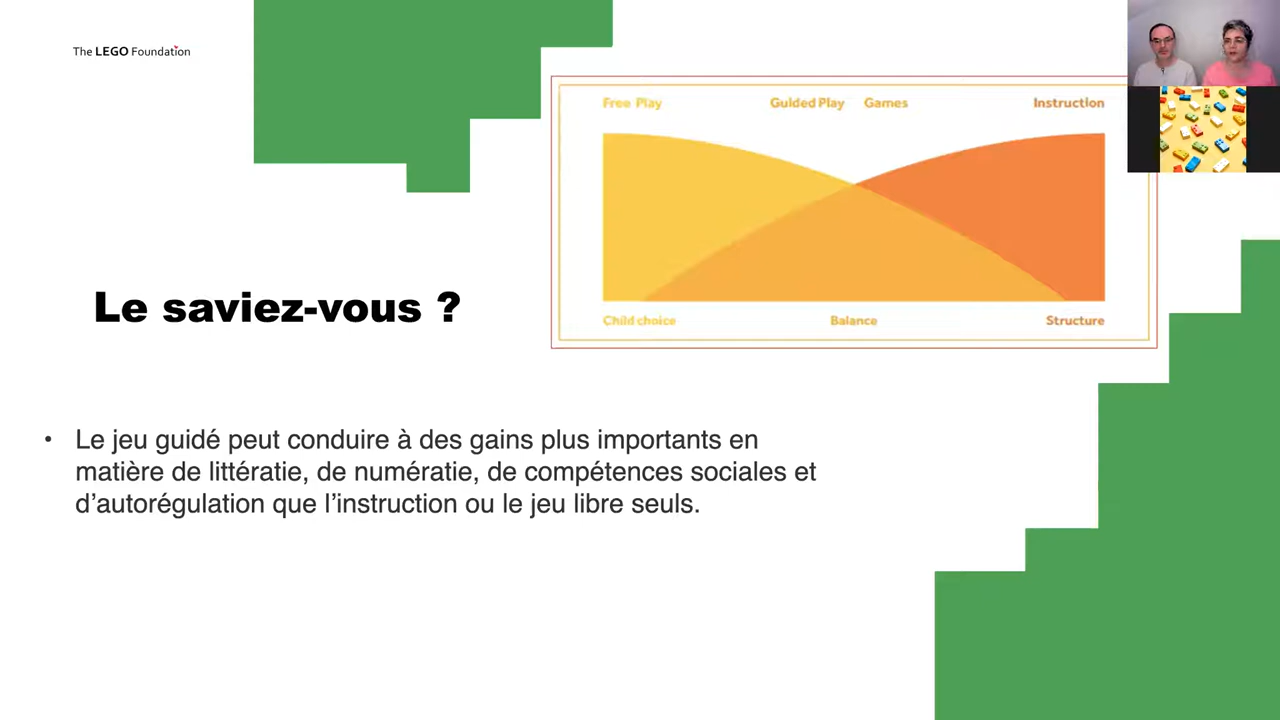 The LEGO Foundation
Free Play Guided Play Games Instruction
Child choice Balance Structure
Le saviez-vous ?
• Le jeu guidé peut conduire à des gains plus importants en
matière de littératie, de numératie, de compétences sociales et
d’autorégulation que l’instruction ou le jeu libre seuls.